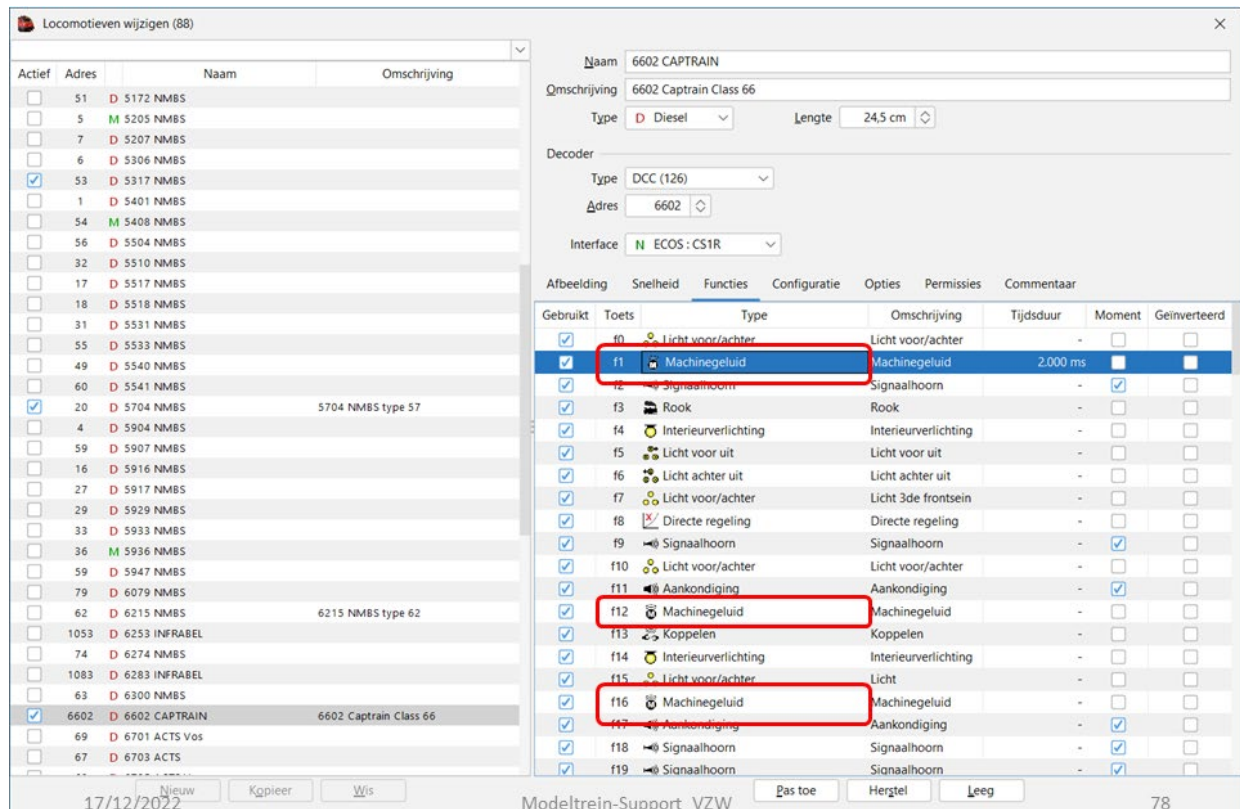 Locomotieven wijzigen (88)
Actief Adres Naam Omschrijving
51 D 5172 NMBS
5 M 5205 NMBS
7 D 5207 NMBS
6 D 5306 NMBS
53 D 5317 NMBS
1 D 5401 NMBS
54 M 5408 NMBS
56 D 5504 NMBS
32 D 5510 NMBS
17 D 5517 NMBS
18 D 5518 NMBS
31 D 5531 NMBS
55 D 5533 NMBS
49 D 5540 NMBS
60 D 5541 NMBS
20 D 5704 NMBS 5704 NMBS type 57
4 D 5904 NMBS
59 D 5907 NMBS
16 D 5916 NMBS
27 D 5917 NMBS
29 D 5929 NMBS
33 D 5933 NMBS
36 M 5936 NMBS
59 D 5947 NMBS
79 D 6079 NMBS
62 D 6215 NMBS 6215 NMBS type 62
1053 D 6253 INFRABEL
74 D 6274 NMBS
1083 D 6283 INFRABEL
63 D 6300 NMBS
6602 D 6602 CAPTRAIN 6602 Captrain Class 66
69 D 6701 ACTS Vos
67 D 6703 ACTS
Nieuw Kopieer Wis
Naam 6602 CAPTRAIN
Omschrijving 6602 Captrain Class 66
Type D Diesel Lengte 24,5 cm
Decoder
Type DCC (126)
Adres 6602
Interface N ECOS : CS1R
Afbeelding Snelheid Functies Configuratie Opties Permissies Commentaar
Gebruikt Toets Type Omschrijving Tijdsduur Moment Geïnverteerd
f0 Licht voor/achter Licht voor/achter -
f1 Machinegeluid Machinegeluid 2.000 ms
f2 Signaalhoorn Signaalhoorn -
f3 Rook Rook -
f4 Interieurverlichting Interieurverlichting -
f5 Licht voor uit Licht voor uit -
f6 Licht achter uit Licht achter uit -
f7 Licht voor/achter Licht 3de frontsein -
f8 Directe regeling Directe regeling -
f9 Signaalhoorn Signaalhoorn -
f10 Licht voor/achter Licht voor/achter -
f11 Aankondiging Aankondiging -
f12 Machinegeluid Machinegeluid -
f13 Koppelen Koppelen -
f14 Interieurverlichting Interieurverlichting -
f15 Licht voor/achter Licht -
f16 Machinegeluid Machinegeluid -
f17 Aankondiging Aankondiging -
f18 Signaalhoorn Signaalhoorn -
f19 Signaalhoorn Signaalhoorn -
Pas toe Herstel Leeg
17/12/2022 Modeltrein-Support VZW 78